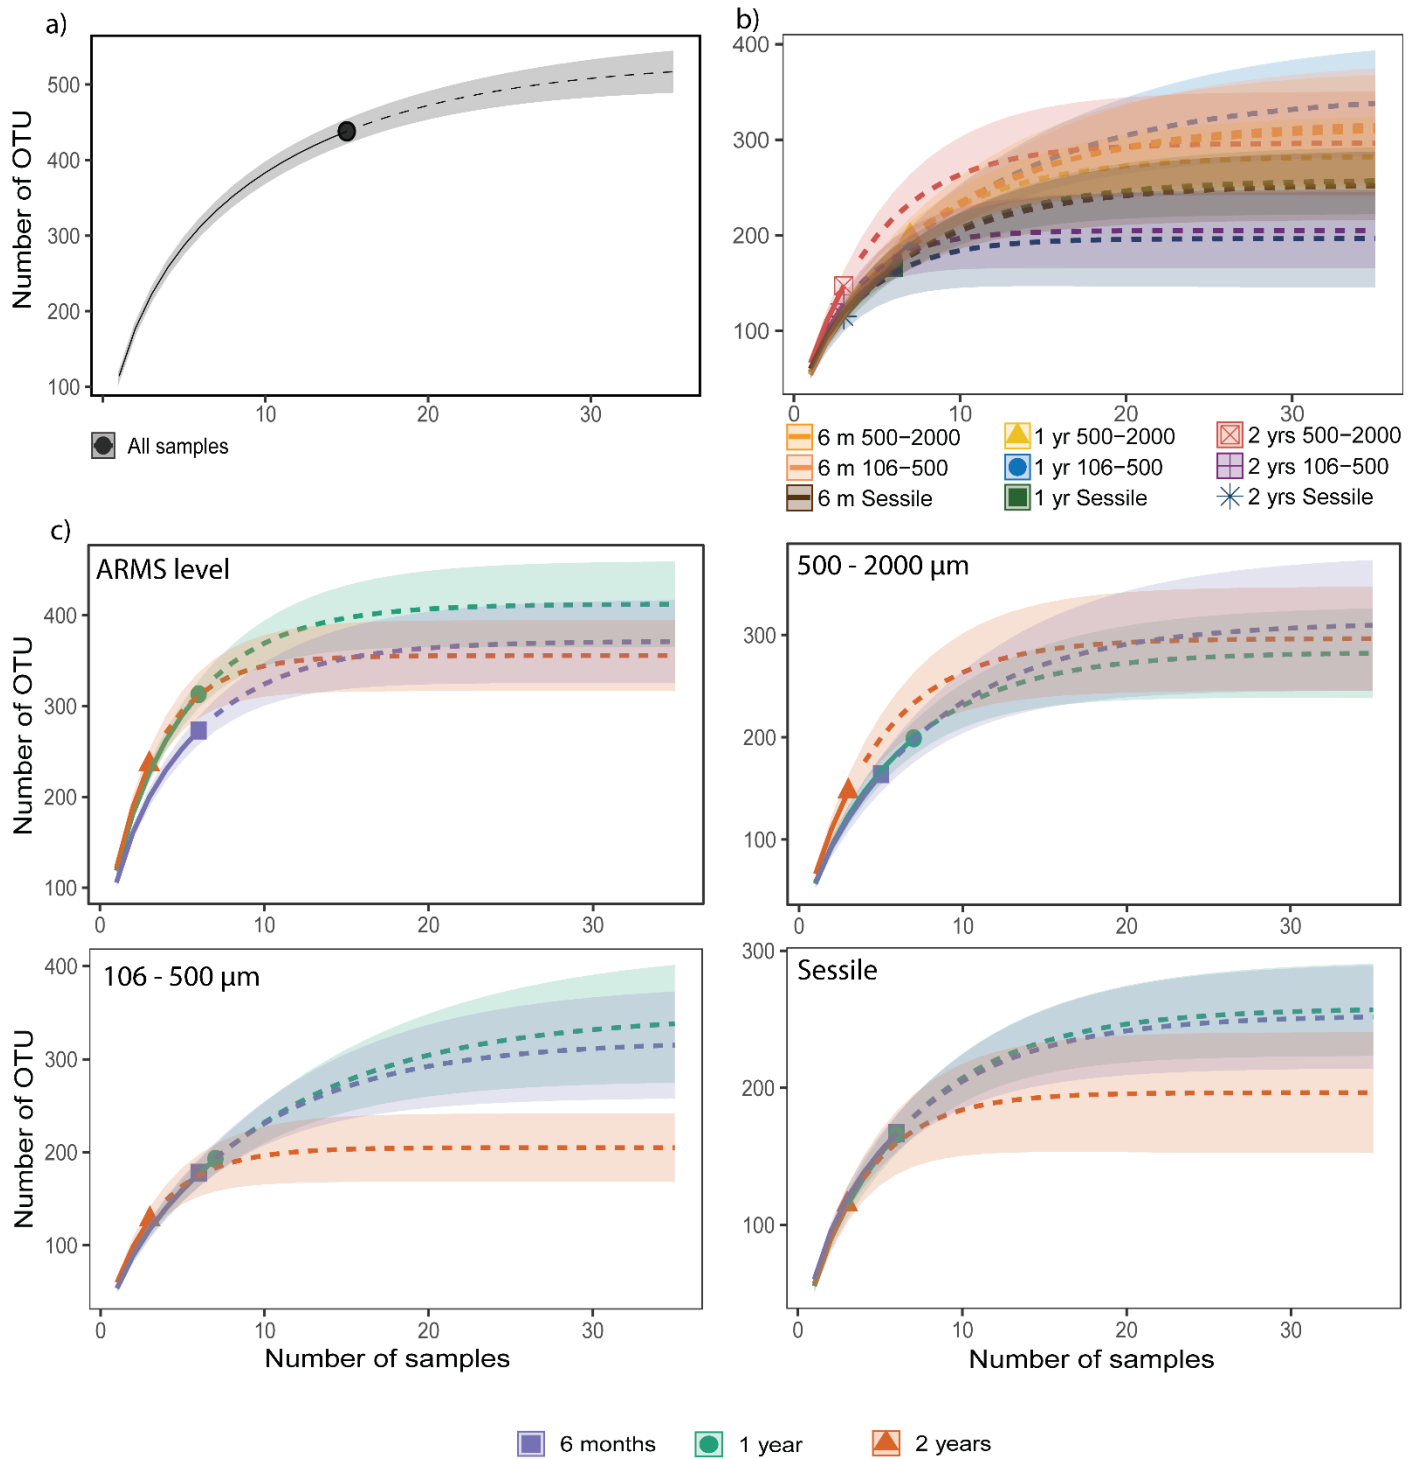 a)
Number of OTU
500
400
300
200
100
10
20
30
All samples
b)
400
300
200
100
0
10
20
30
6 m 500−2000
1 yr 500−2000
2 yrs 500−2000
6 m 106−500
1 yr 106−500
2 yrs 106−500
6 m Sessile
1 yr Sessile
2 yrs Sessile
c)
ARMS level
Number of OTU
400
300
200
100
0
10
20
30
500 - 2000 µm
300
200
100
0
10
20
30
106 - 500 µm
Number of OTU
400
300
200
100
0
10
20
30
Number of samples
Sessile
300
200
100
0
10
20
30
Number of samples
6 months
1 year
2 years